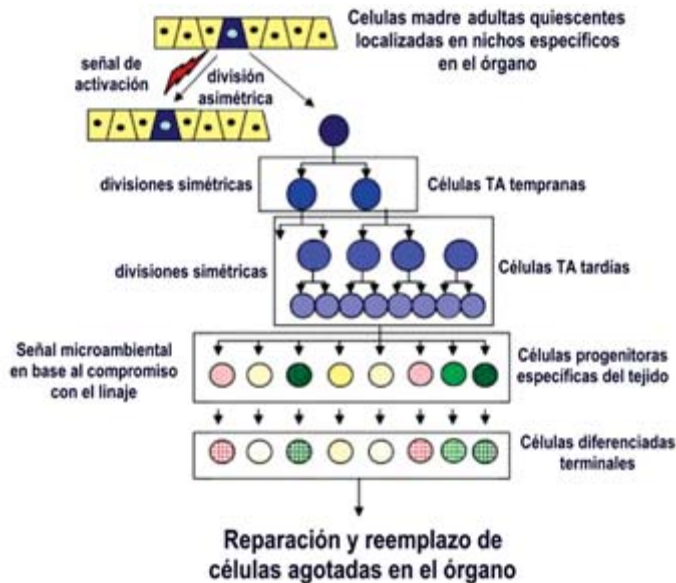 Celulas madre adultas quiescentes
localizadas en nichos específicos
en el órgano
señal de
activación
división
asimétrica
divisiones simétricas
Células TA tempranas
divisiones simétricas
Células TA tardías
Señal microambiental
en base al compromiso
con el linaje
Células progenitoras
específicas del tejido
Células diferenciadas
terminales
Reparación y reemplazo de
células agotadas en el órgano